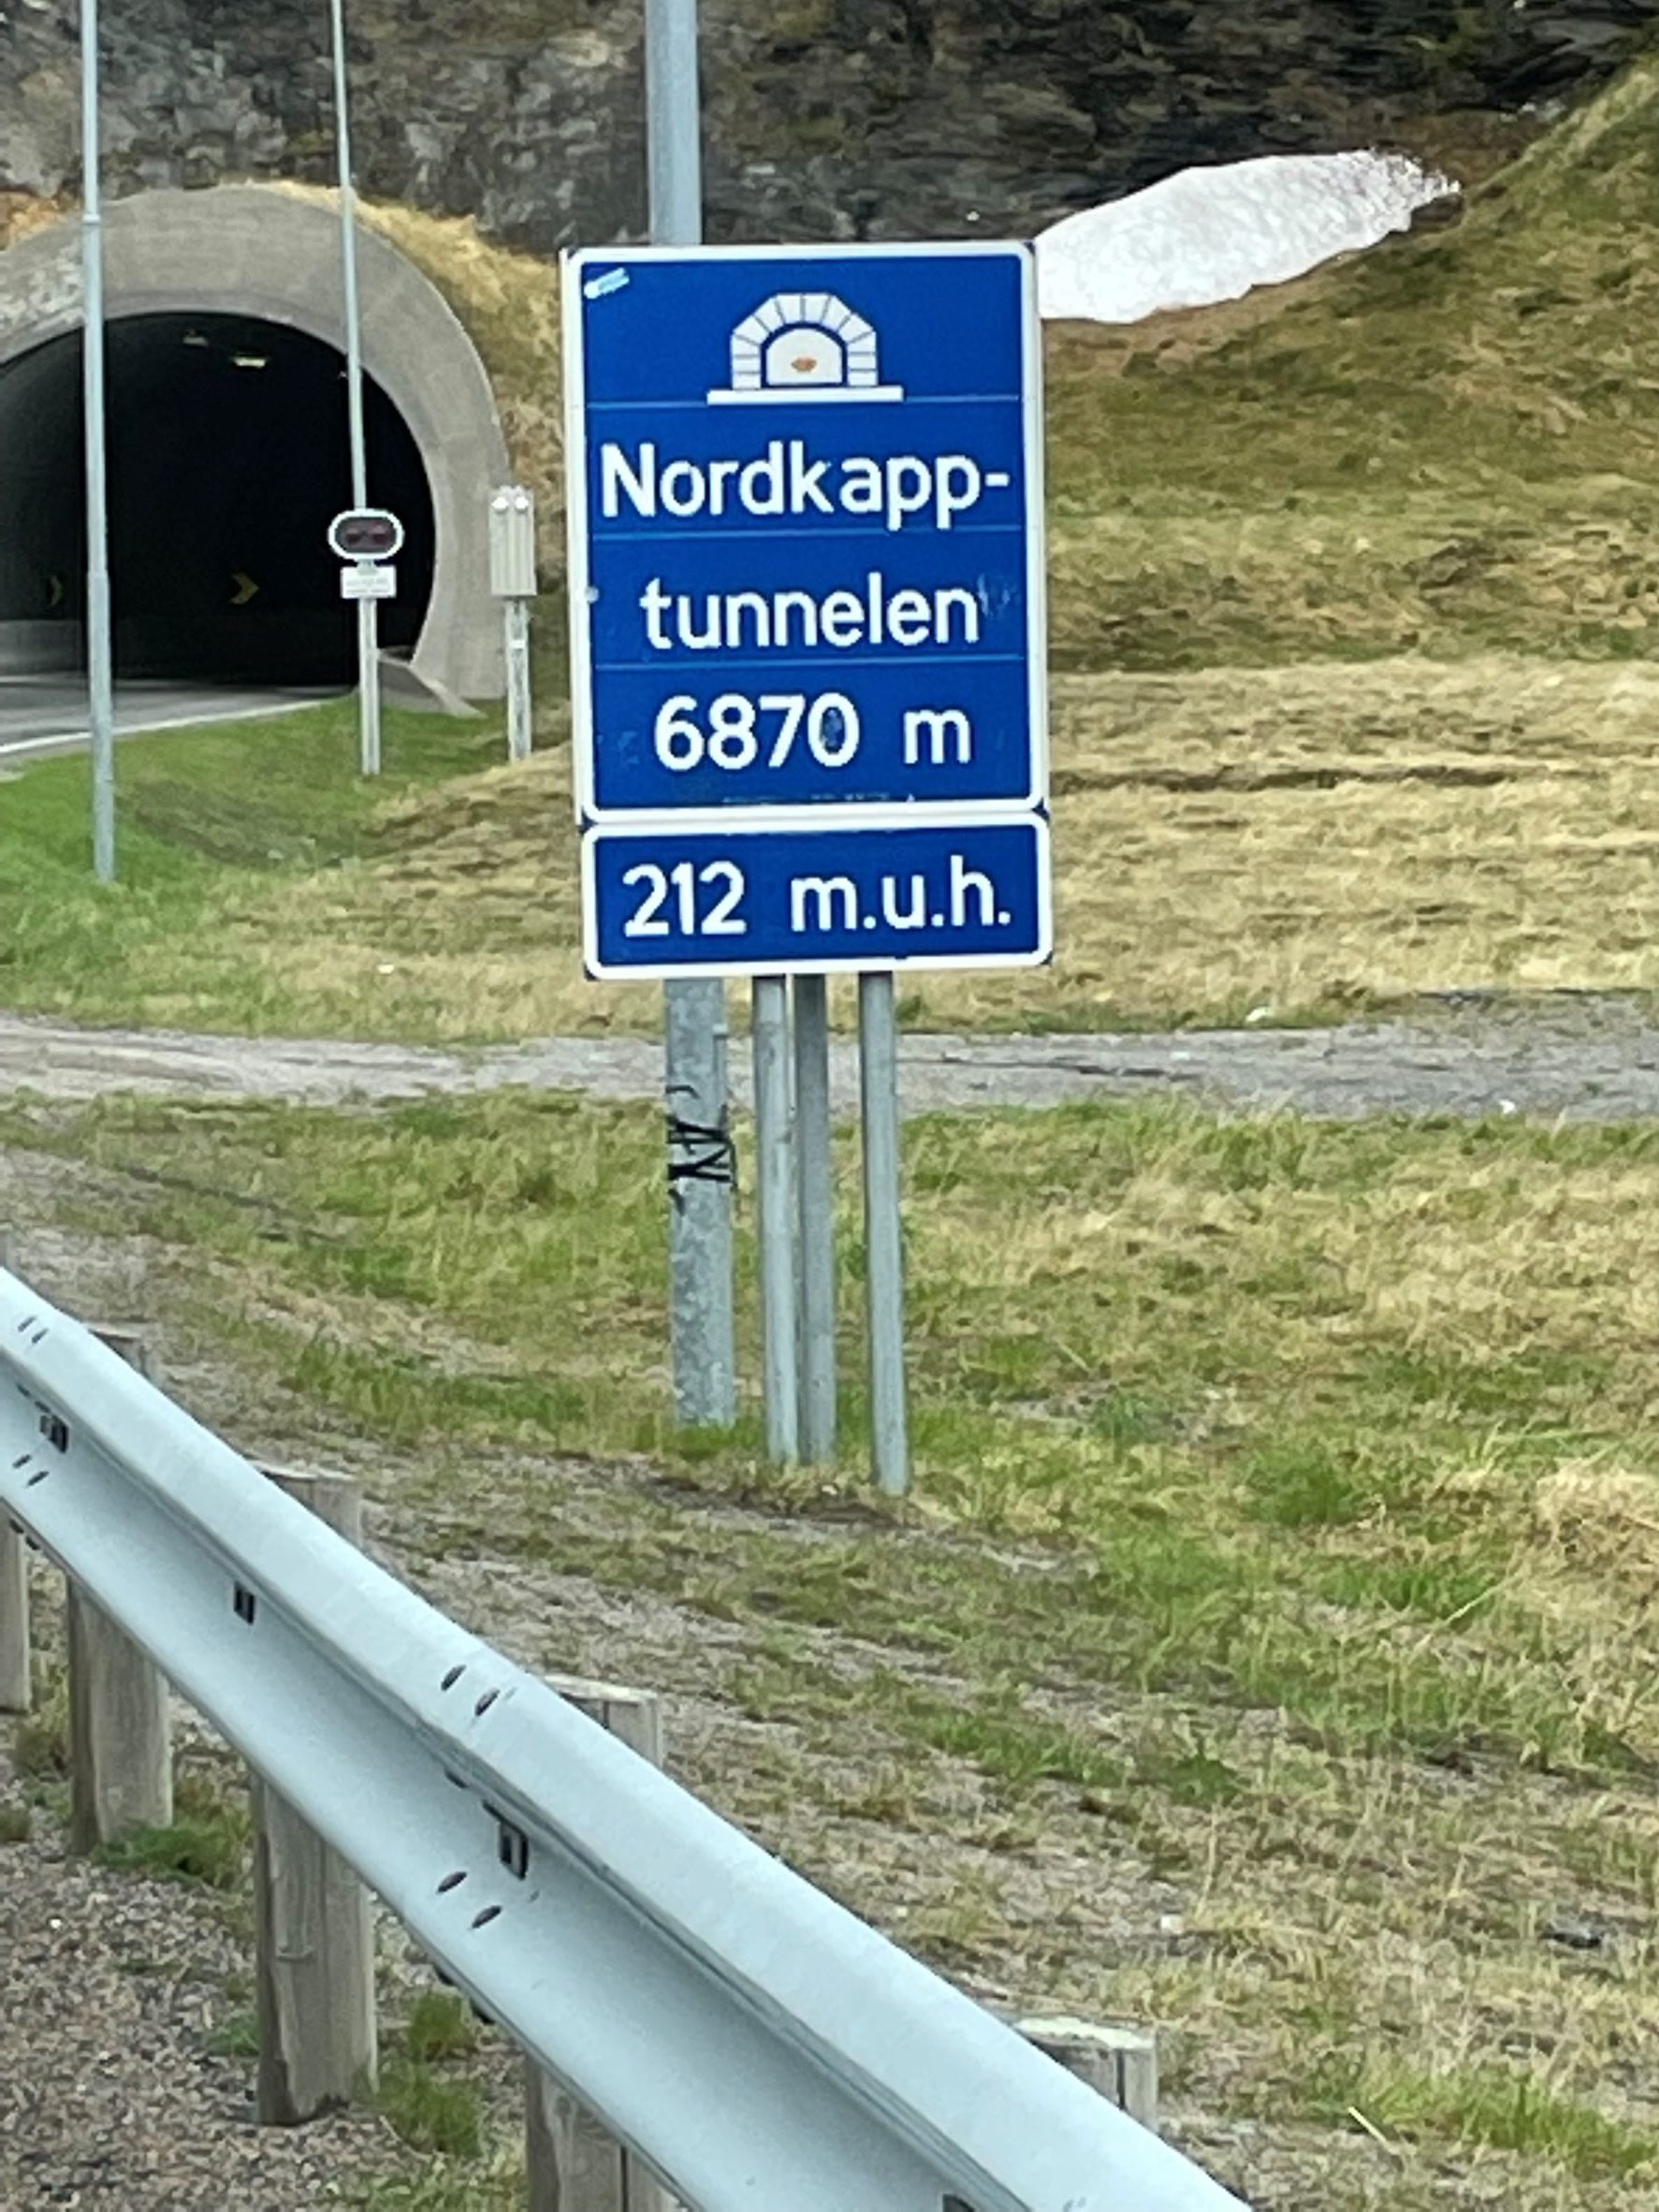 Nordkapp-
tunnelen
6870 m
212 m.u.h.